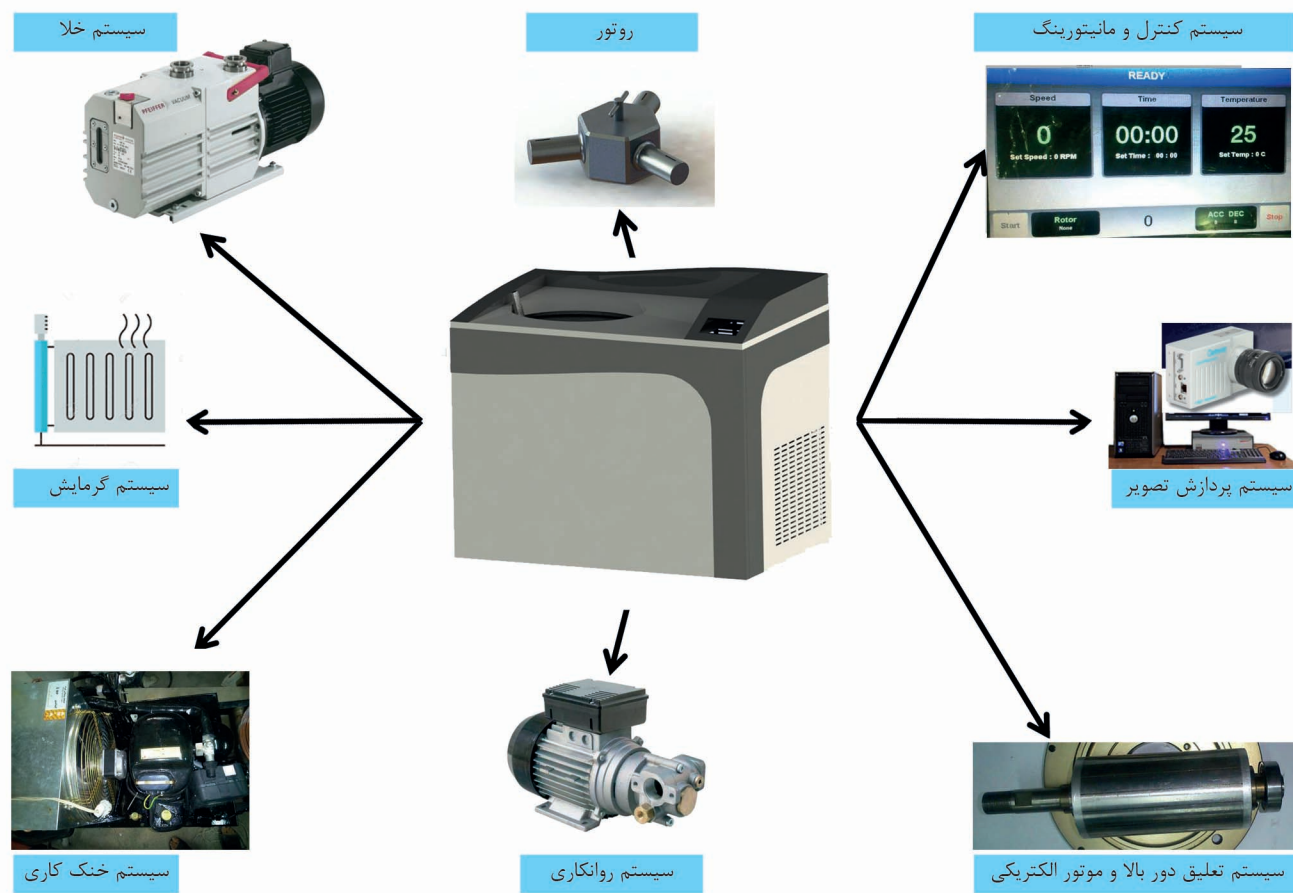 سیستم خلا
روتور
سیستم کنترل و مانیتورینگ
PFEIFFER VACUUM
READY
Speed
Time
Temperature
0
00:00
25
Set Speed : 0 RPM
Set Time : 00 : 00
Set Temp : 0 C
Start
Rotor
None
0
ACC DEC
Stop
سیستم گرمایش
سیستم پردازش تصویر
سیستم خنک کاری
سیستم روانکاری
سیستم تعلیق دور بالا و موتور الکتریکی